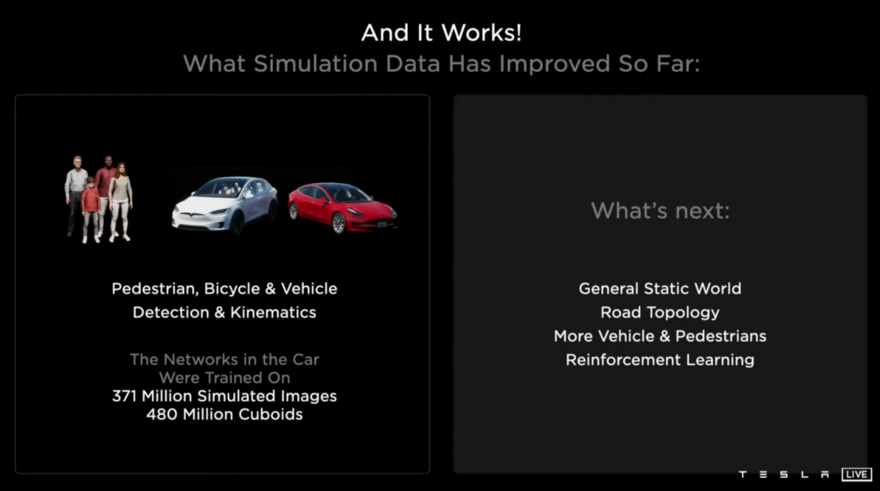 And It Works!
What Simulation Data Has Improved So Far:
Pedestrian, Bicycle & Vehicle
Detection & Kinematics
The Networks in the Car
Were Trained On
371 Million Simulated Images
480 Million Cuboids
What's next:
General Static World
Road Topology
More Vehicle & Pedestrians
Reinforcement Learning
TESLA LIVE